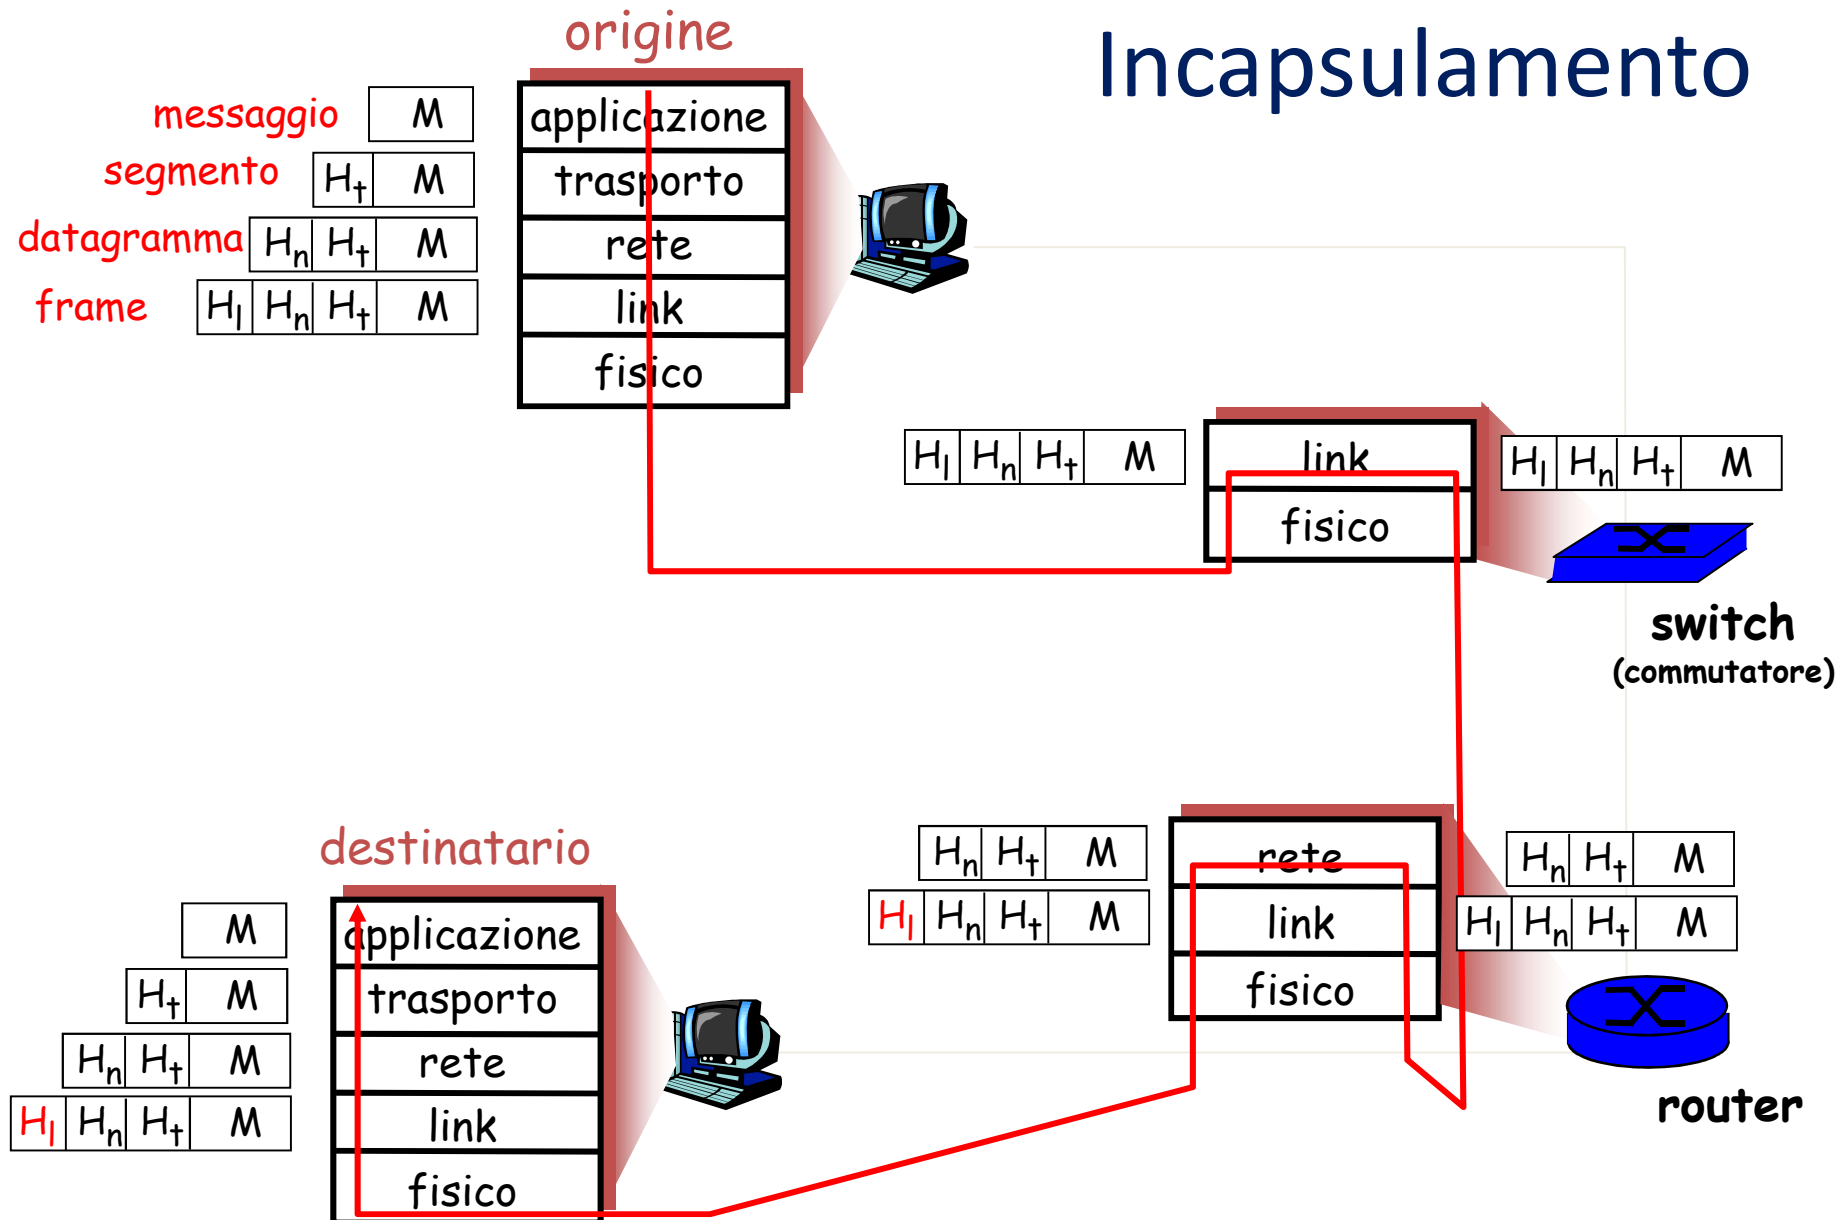 Incapsulamento
origine
messaggio M applicazione
segmento Ht M trasporto
datagramma Hn Ht M rete
frame Hl Hn Ht M link
fisico
Hl Hn Ht M link Hl Hn Ht M
fisico
switch
(commutatore)
Hn Ht M rete Hn Ht M
Hl Hn Ht M link Hl Hn Ht M
fisico
router
destinatario
M applicazione
Ht M trasporto
Hn Ht M rete
Hl Hn Ht M link
fisico